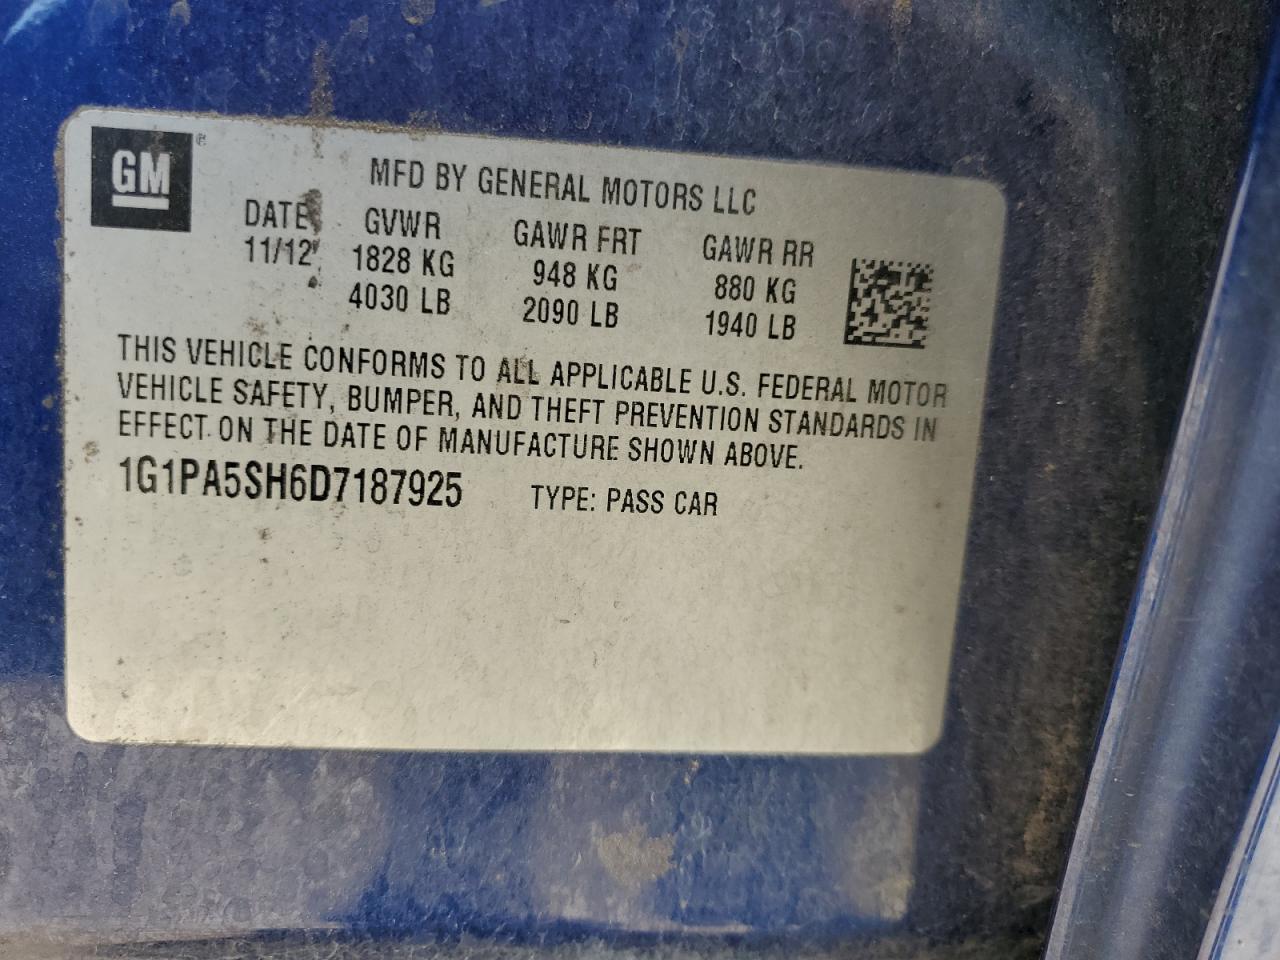 GM ®
MFD BY GENERAL MOTORS LLC
DATE GVWR GAWR FRT GAWR RR
11/12 1828 KG 948 KG 880 KG
4030 LB 2090 LB 1940 LB
THIS VEHICLE CONFORMS TO ALL APPLICABLE U.S. FEDERAL MOTOR
VEHICLE SAFETY, BUMPER, AND THEFT PREVENTION STANDARDS IN
EFFECT ON THE DATE OF MANUFACTURE SHOWN ABOVE.
1G1PA5SH6D7187925 TYPE: PASS CAR